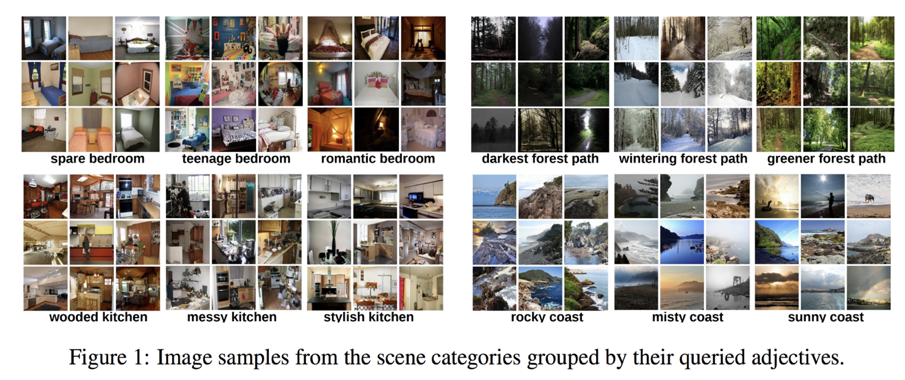 spare bedroom
teenage bedroom
romantic bedroom
darkest forest path
wintering forest path
greener forest path
wooded kitchen
messy kitchen
stylish kitchen
rocky coast
misty coast
sunny coast
Figure 1: Image samples from the scene categories grouped by their queried adjectives.